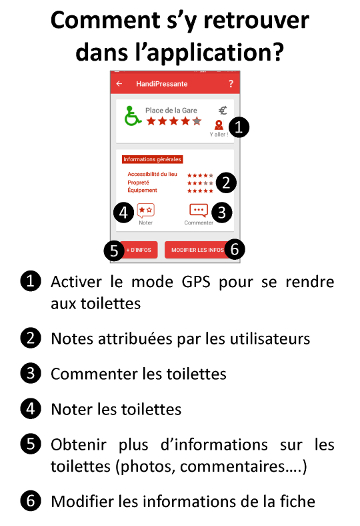 Comment s’y retrouver
dans l’application?
HandiPressante ?
Place de la Gare
€
Y aller !
1
Informations générales
Accessibilité du lieu
Propreté
Équipement
2
4
3
Noter
Commenter
5 + D'INFOS
MODIFIER LES INFOS 6
1 Activer le mode GPS pour se rendre
aux toilettes
2 Notes attribuées par les utilisateurs
3 Commenter les toilettes
4 Noter les toilettes
5 Obtenir plus d’informations sur les
toilettes (photos, commentaires….)
6 Modifier les informations de la fiche